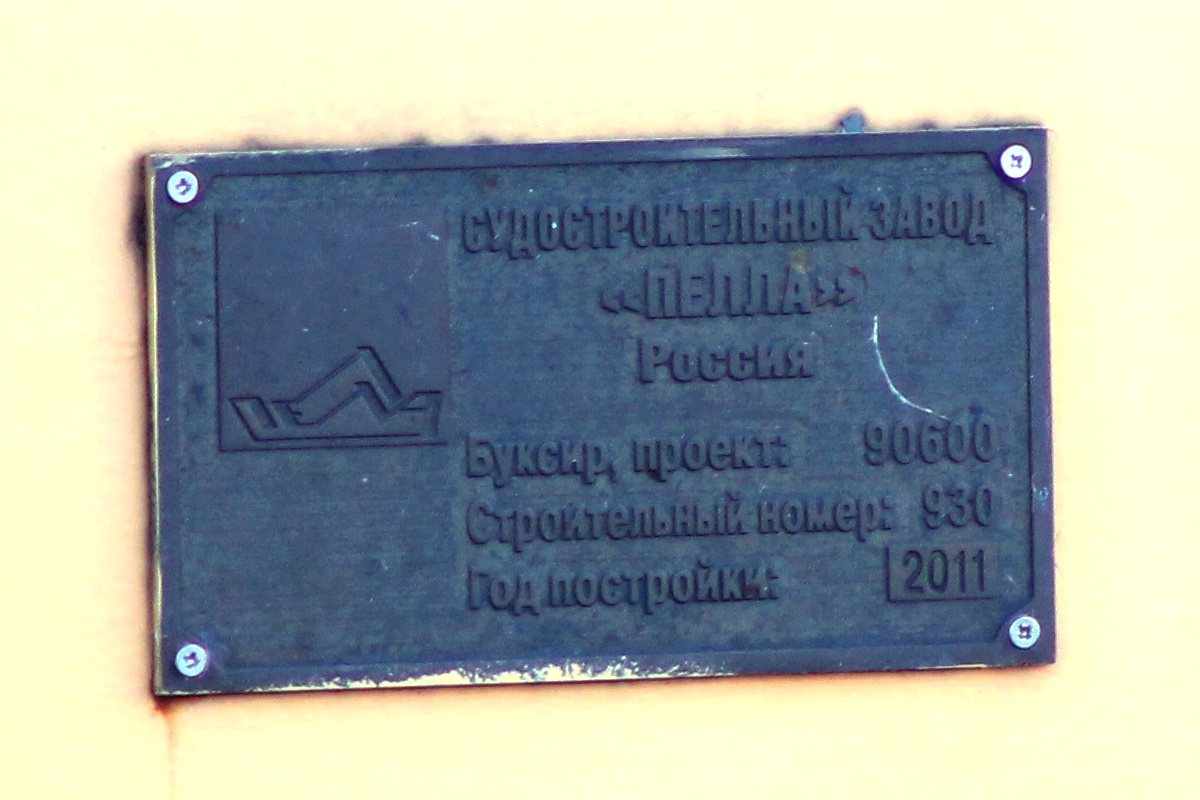 СУДОСТРОИТЕЛЬНЫЙ ЗАВОД
«ПЕЛЛА»
Россия
Буксир, проект: 90600
Строительный номер: 930
Год постройки: 2011